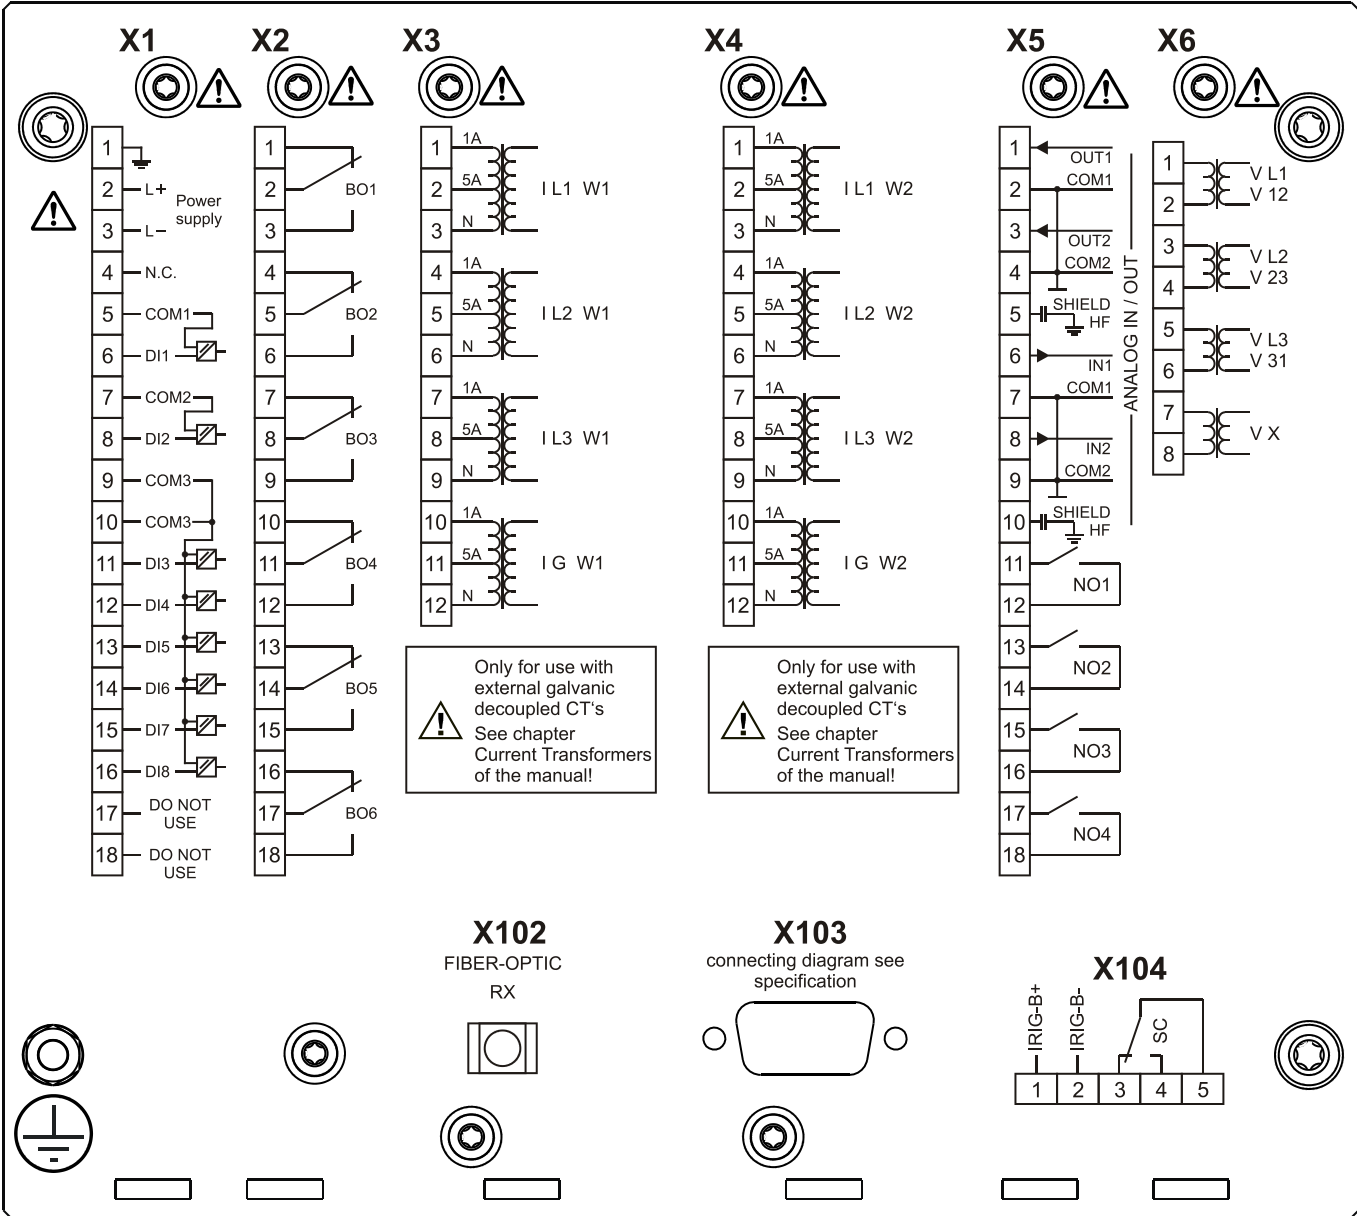 X1
X2
X3
X4
X5
X6
1
2 L+
Power
supply
3 L−
4 N.C.
5 COM1
6 DI1
7 COM2
8 DI2
9 COM3
10 COM3
11 DI3
12 DI4
13 DI5
14 DI6
15 DI7
16 DI8
17 DO NOT
USE
18 DO NOT
USE
1
2 BO1
3
4
5 BO2
6
7
8 BO3
9
10
11 BO4
12
13
14 BO5
15
16
17 BO6
18
1 1A
2 5A I L1 W1
3 N
4 1A
5 5A I L2 W1
6 N
7 1A
8 5A I L3 W1
9 N
10 1A
11 5A I G W1
12 N
Only for use with
external galvanic
decoupled CT‘s
See chapter
Current Transformers
of the manual!
1 1A
2 5A I L1 W2
3 N
4 1A
5 5A I L2 W2
6 N
7 1A
8 5A I L3 W2
9 N
10 1A
11 5A I G W2
12 N
Only for use with
external galvanic
decoupled CT‘s
See chapter
Current Transformers
of the manual!
1 OUT1
2 COM1
3 OUT2
4 COM2
5 SHIELD
HF
6 IN1
7 COM1
8 IN2
9 COM2
10 SHIELD
HF
ANALOG IN / OUT
11
NO1
12
13
NO2
14
15
NO3
16
17
NO4
18
1 V L1
2 V 12
3 V L2
4 V 23
5 V L3
6 V 31
7
V X
8
X102
FIBER-OPTIC
RX
X103
connecting diagram see
specification
X104
IRIG-B+
IRIG-B-
SC
1 2 3 4 5